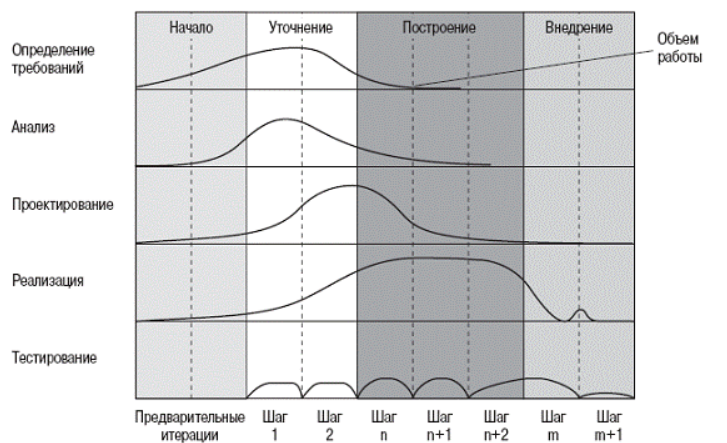 Начало Уточнение Построение Внедрение
Объем
работы
Определение
требований
Анализ
Проектирование
Реализация
Тестирование
Предварительные
итерации
Шаг
1
Шаг
2
Шаг
n
Шаг
n+1
Шаг
n+2
Шаг
m
Шаг
m+1